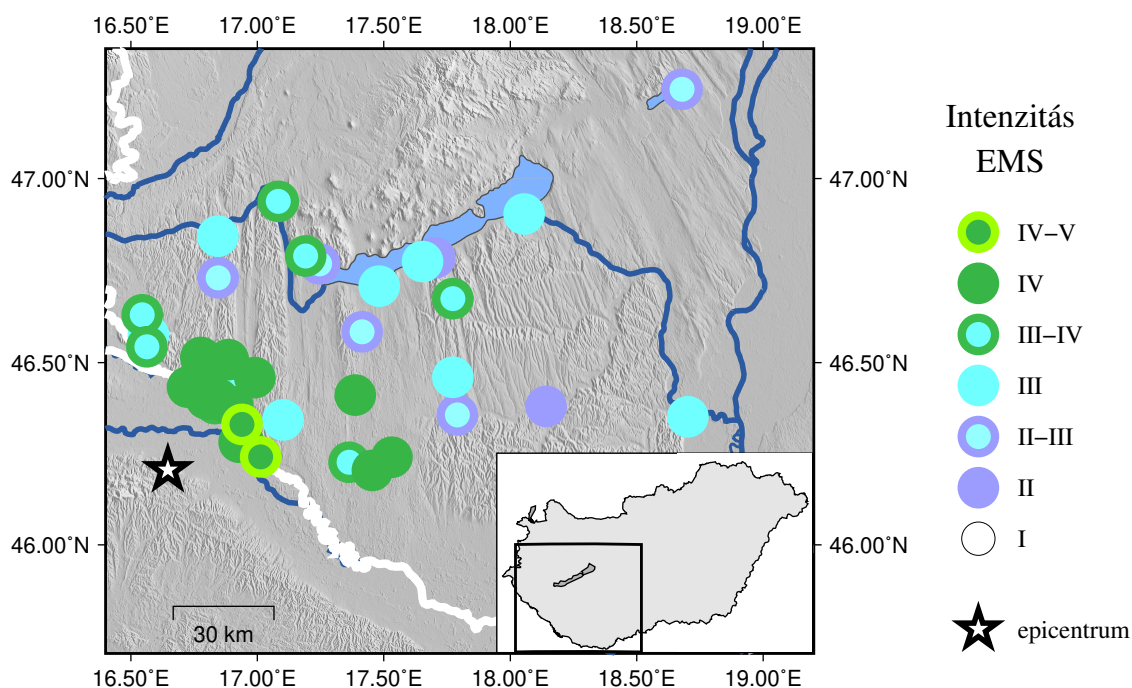 16.50˚E 17.00˚E 17.50˚E 18.00˚E 18.50˚E 19.00˚E
47.00˚N 47.00˚N
46.50˚N 46.50˚N
46.00˚N 46.00˚N
30 km
16.50˚E 17.00˚E 17.50˚E 18.00˚E 18.50˚E 19.00˚E
Intenzitás
EMS
IV–V
IV
III–IV
III
II–III
II
I
epicentrum